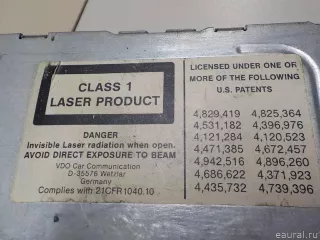 CLASS 1
LASER PRODUCT
DANGER
Invisible Laser radiation when open.
AVOID DIRECT EXPOSURE TO BEAM
VDO Car Communication
D-35576 Wetzlar
Germany
Complies with 21CFR1040.10
LICENSED UNDER ONE OR
MORE OF THE FOLLOWING
U.S. PATENTS
4,829,419 4,825,364
4,531,182 4,396,976
4,121,284 4,120,523
4,471,385 4,672,457
4,942,516 4,896,260
4,686,622 4,371,923
4,435,732 4,739,396
eaural.ru